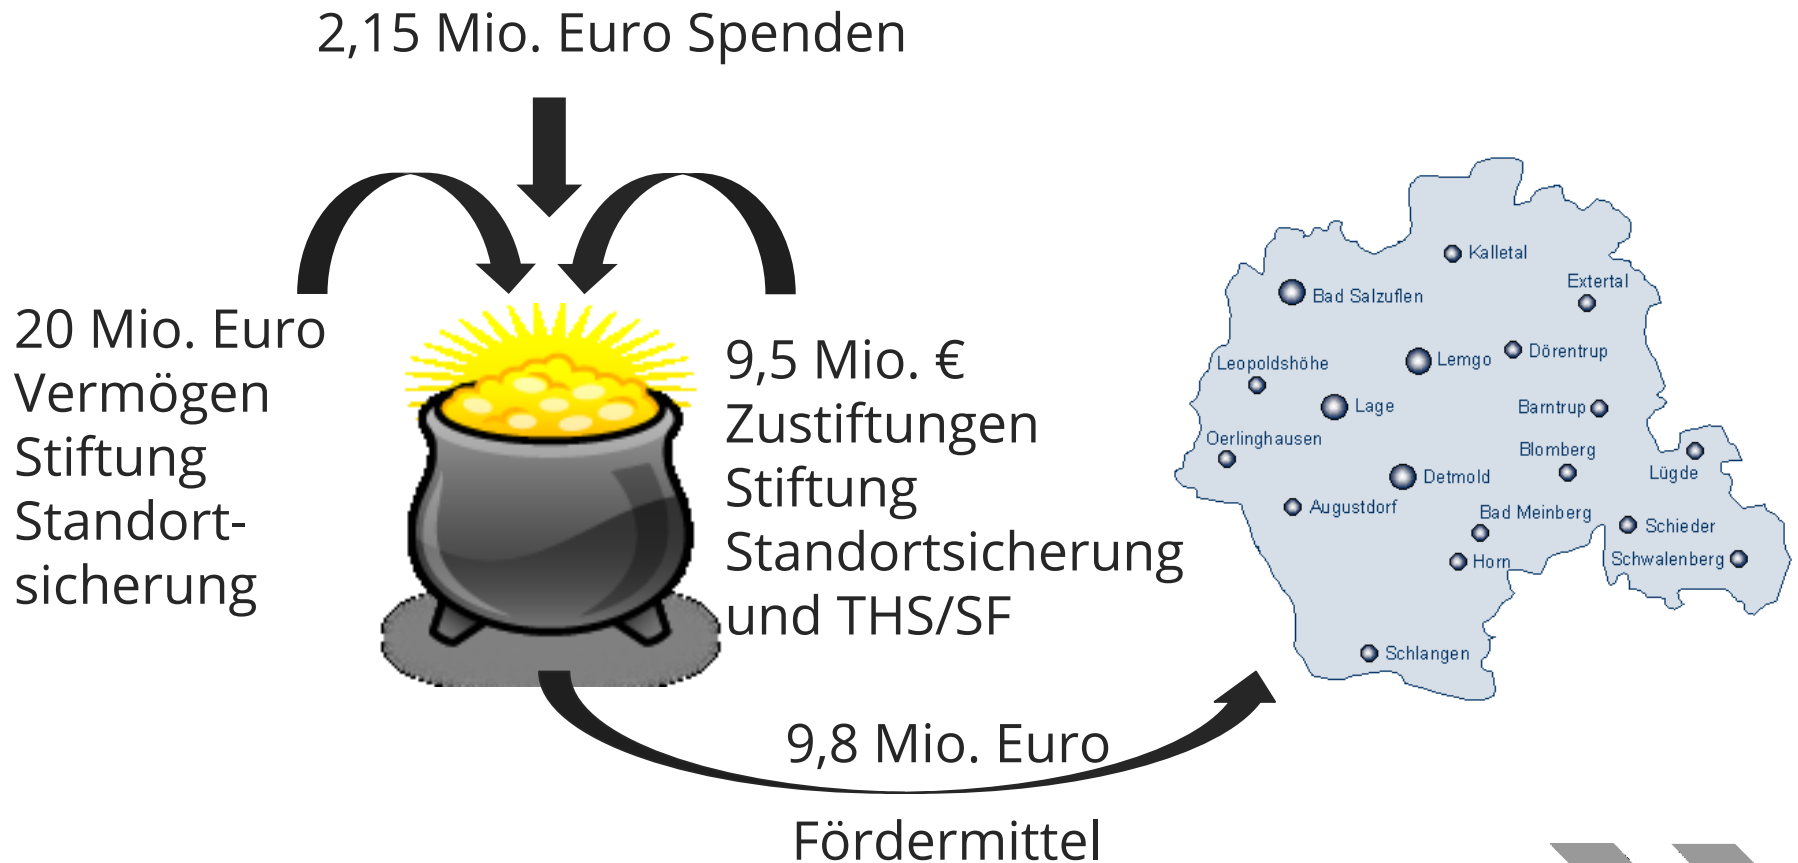 2,15 Mio. Euro Spenden
20 Mio. Euro
Vermögen
Stiftung
Standort-
sicherung
9,5 Mio. €
Zustiftungen
Stiftung
Standortsicherung
und THS/SF
9,8 Mio. Euro
Fördermittel
Kalletal
Extertal
Bad Salzuflen
Dörentrup
Lemgo
Leopoldshöhe
Lage
Barntrup
Oerlinghausen
Blomberg
Lügde
Detmold
Augustdorf
Bad Meinberg
Schieder
Horn
Schwalenberg
Schlangen